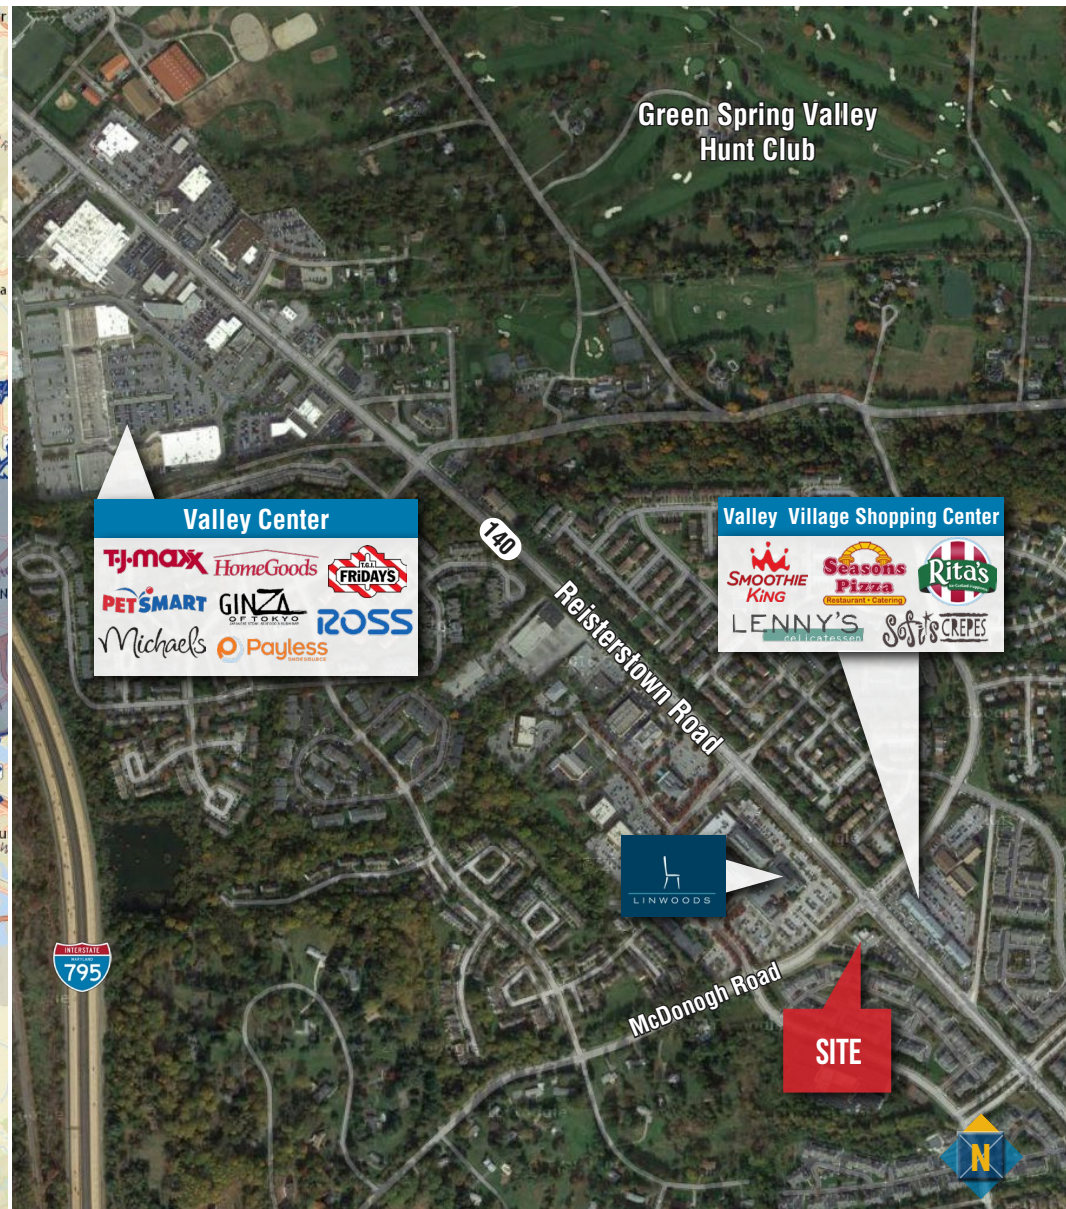 Green Spring Valley
Hunt Club
Valley Center
T·J·maxx
HomeGoods
T.G.I.
FRiDAY'S
PETSMART
GINZA
OF TOKYO
ROSS
Michaels
Payless
SHOESOURCE
140
Reisterstown Road
Valley Village Shopping Center
SMOOTHIE
KING
Seasons
Pizza
Restaurant • Catering
Rita's
LENNY'S
delicatessen
Sofi's CREPES
LINWOODS
McDonogh Road
SITE
INTERSTATE
MARYLAND
795
N